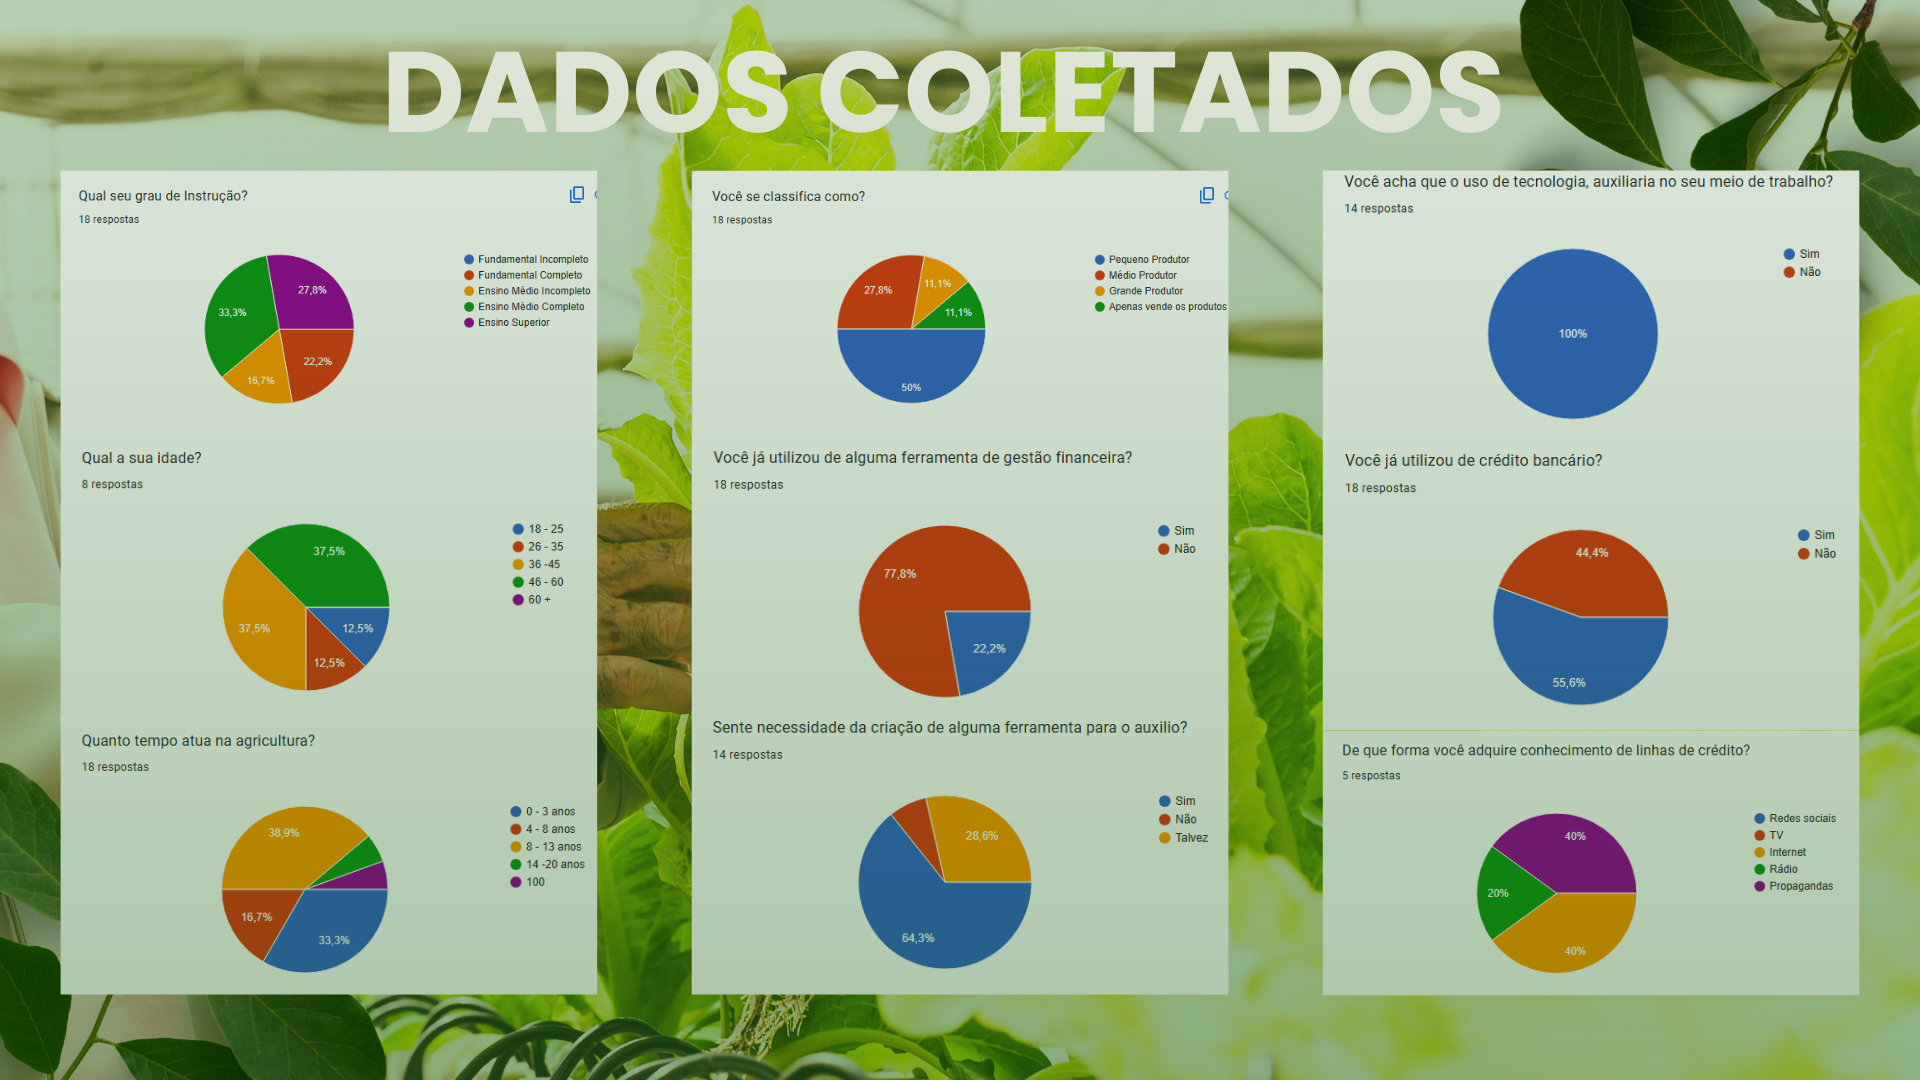 DADOS COLETADOS
Qual seu grau de Instrução?
18 respostas
Fundamental Incompleto
Fundamental Completo
Ensino Médio Incompleto
Ensino Médio Completo
Ensino Superior
27,8%
33,3%
22,2%
16,7%
Qual a sua idade?
8 respostas
18 - 25
26 - 35
36 -45
46 - 60
60 +
37,5%
37,5%
12,5%
12,5%
Quanto tempo atua na agricultura?
18 respostas
0 - 3 anos
4 - 8 anos
8 - 13 anos
14 -20 anos
100
38,9%
16,7%
33,3%
Você se classifica como?
18 respostas
Pequeno Produtor
Médio Produtor
Grande Produtor
Apenas vende os produtos
27,8%
11,1%
11,1%
50%
Você já utilizou de alguma ferramenta de gestão financeira?
18 respostas
Sim
Não
77,8%
22,2%
Sente necessidade da criação de alguma ferramenta para o auxilio?
14 respostas
Sim
Não
Talvez
28,6%
64,3%
Você acha que o uso de tecnologia, auxiliaria no seu meio de trabalho?
14 respostas
Sim
Não
100%
Você já utilizou de crédito bancário?
18 respostas
Sim
Não
44,4%
55,6%
De que forma você adquire conhecimento de linhas de crédito?
5 respostas
Redes sociais
TV
Internet
Rádio
Propagandas
40%
20%
40%